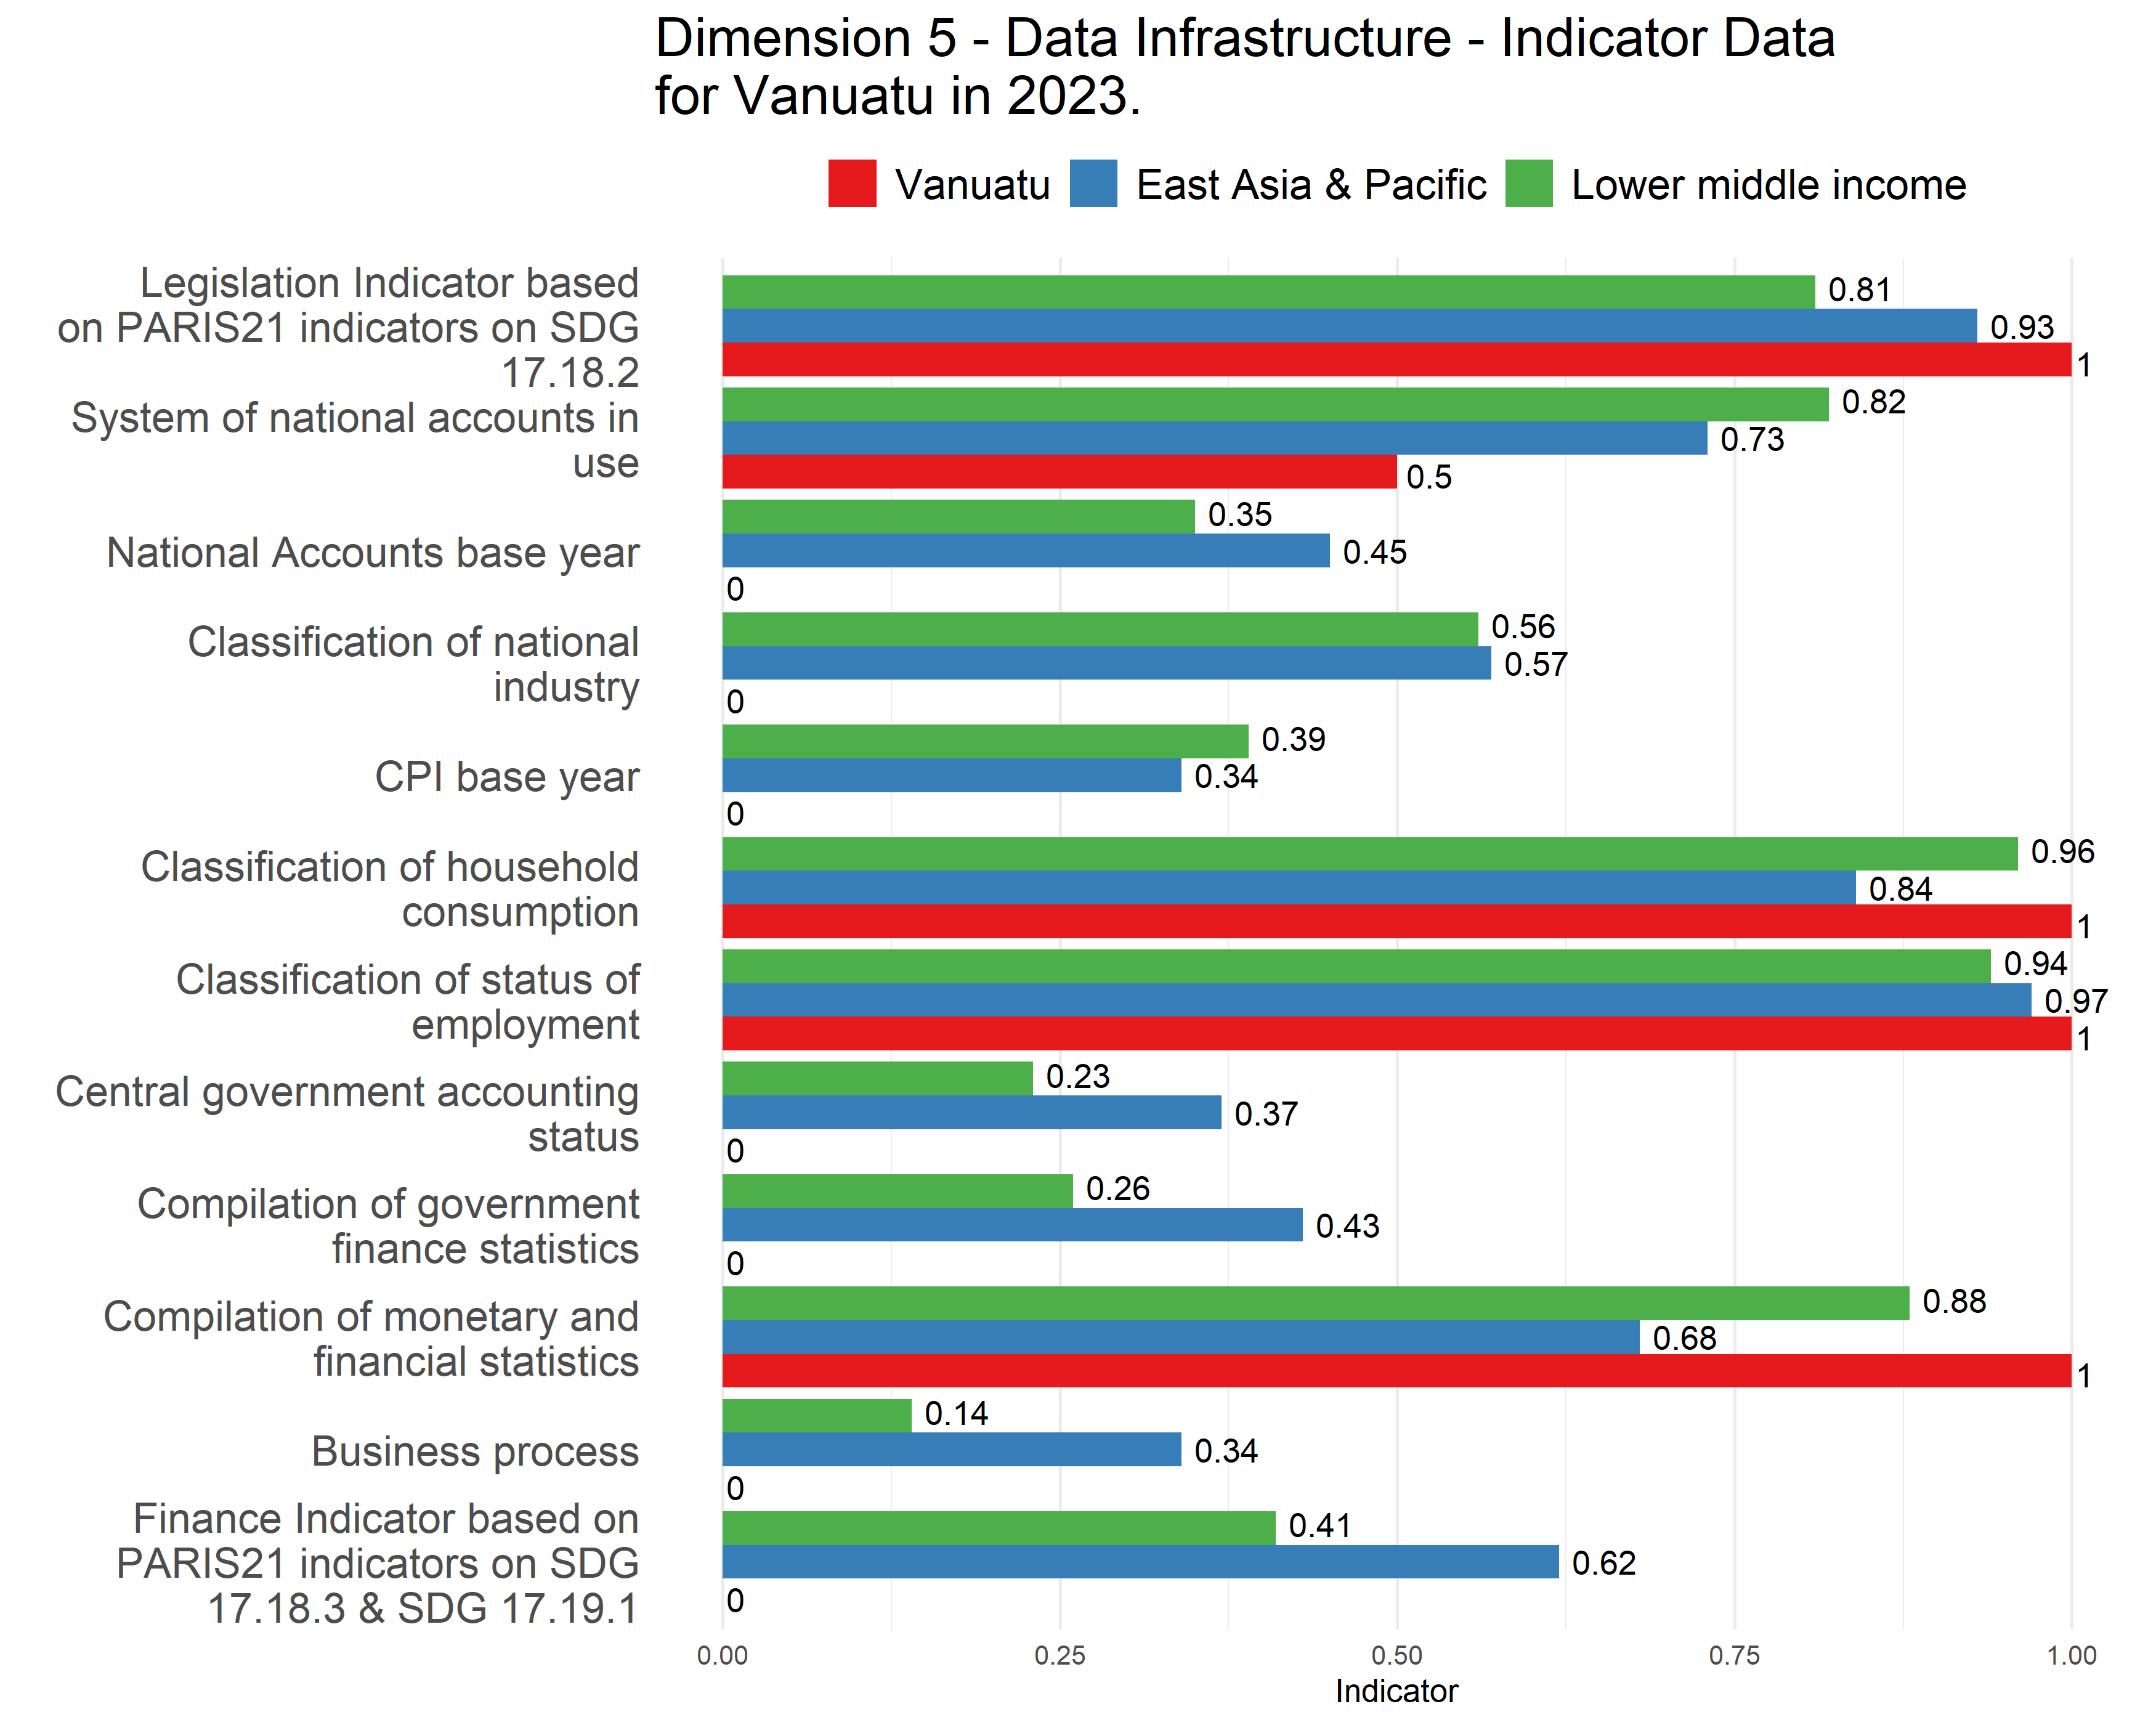 Dimension 5 - Data Infrastructure - Indicator Data
for Vanuatu in 2023.
Vanuatu
East Asia & Pacific
Lower middle income
Legislation Indicator based
on PARIS21 indicators on SDG
17.18.2
0.81
0.93
1
System of national accounts in
use
0.82
0.73
0.5
National Accounts base year
0.35
0.45
0
Classification of national
industry
0.56
0.57
0
CPI base year
0.39
0.34
0
Classification of household
consumption
0.96
0.84
1
Classification of status of
employment
0.94
0.97
1
Central government accounting
status
0.23
0.37
0
Compilation of government
finance statistics
0.26
0.43
0
Compilation of monetary and
financial statistics
0.88
0.68
1
Business process
0.14
0.34
0
Finance Indicator based on
PARIS21 indicators on SDG
17.18.3 & SDG 17.19.1
0.41
0.62
0
0.00
0.25
0.50
0.75
1.00
Indicator